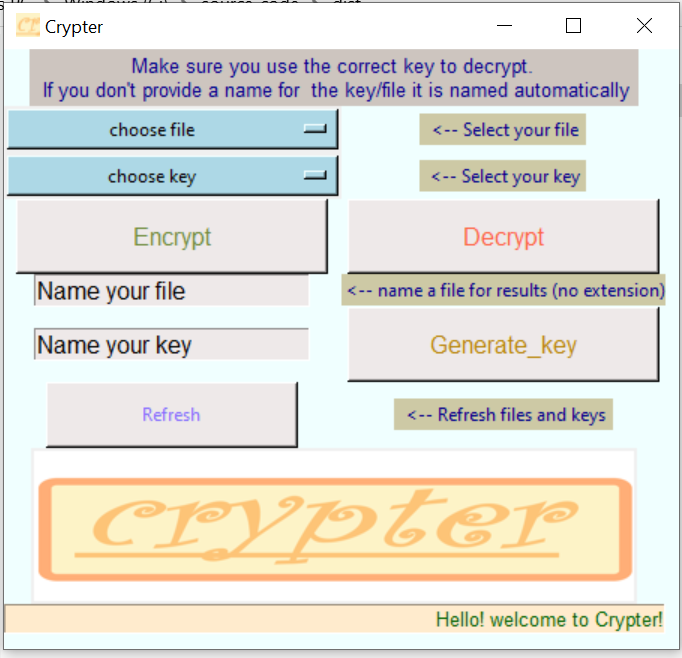 Crypter
Make sure you use the correct key to decrypt.
If you don't provide a name for the key/file it is named automatically
choose file
<-- Select your file
choose key
<-- Select your key
Encrypt
Decrypt
Name your file
<-- name a file for results (no extension)
Name your key
Generate_key
Refresh
<-- Refresh files and keys
crypter
Hello! welcome to Crypter!